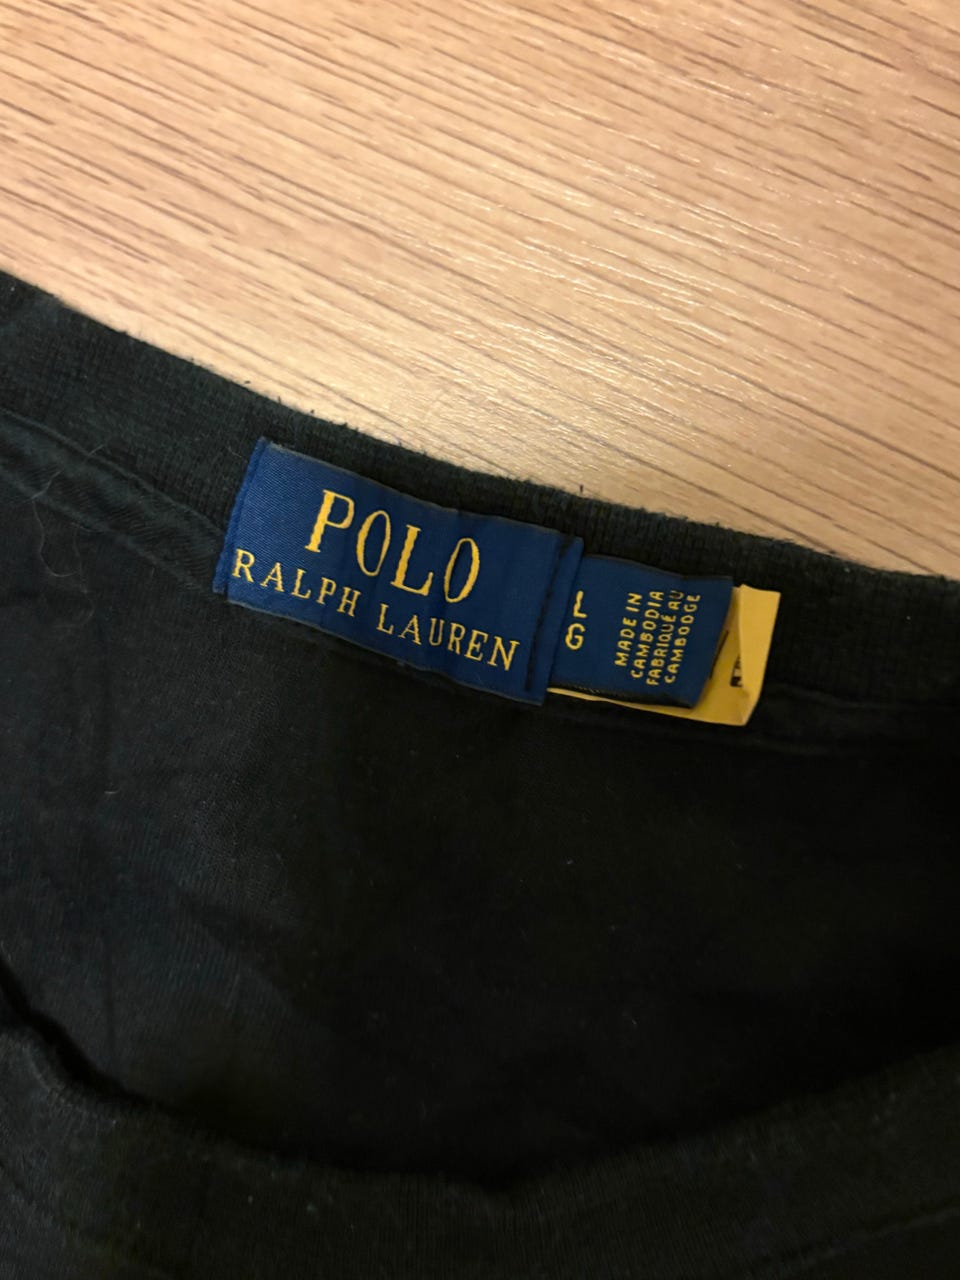 POLO
RALPH LAUREN
L
G
MADE IN
CAMBODIA
FABRIQUÉ AU
CAMBODGE